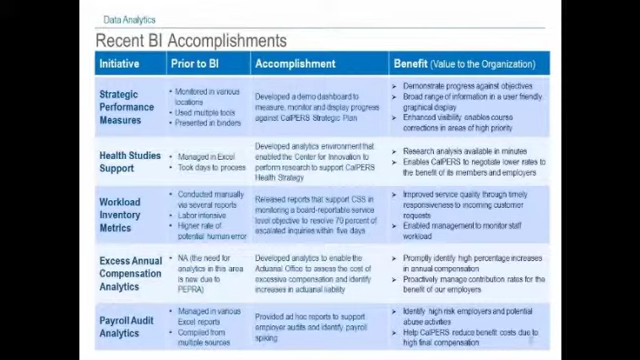 Data Analytics
Recent BI Accomplishments
Initiative
Prior to BI
Accomplishment
Benefit (Value to the Organization)
Strategic
Performance
Measures
• Monitored in various
locations
• Used multiple tools
• Presented in binders
Developed a demo dashboard to
measure, monitor and display progress
against CalPERS Strategic Plan
➢ Demonstrate progress against objectives
➢ Broad range of information in a user friendly
graphical display
➢ Enhanced visibility enables course
corrections in areas of high priority
Health Studies
Support
• Managed in Excel
• Took days to process
Developed analytics environment that
enabled the Center for Innovation to
perform research to support CalPERS
Health Strategy
➢ Research analysis available in minutes
➢ Enables CalPERS to negotiate lower rates to
the benefit of its members and employers
Workload
Inventory
Metrics
• Conducted manually
via several reports
• Labor intensive
• Higher rate of
potential human error
Released reports that support CSS in
monitoring a board-reportable service
level objective to resolve 70 percent of
escalated inquiries within five days
➢ Improved service quality through timely
responsiveness to incoming customer
requests
➢ Enabled management to monitor staff
workload
Excess Annual
Compensation
Analytics
• NA (the need for
analytics in this area
is new due to
PEPRA)
Developed analytics to enable the
Actuarial Office to assess the cost of
excessive compensation and identify
increases in actuarial liability
➢ Promptly identify high percentage increases
in annual compensation
➢ Proactively manage contribution rates for the
benefit of our employers
Payroll Audit
Analytics
• Managed in various
Excel reports
• Compiled from
multiple sources
Provided ad hoc reports to support
employer audits and identify payroll
spiking
➢ Identify high risk employers and potential
abuse activities
➢ Help CalPERS reduce benefit costs due to
high final compensation